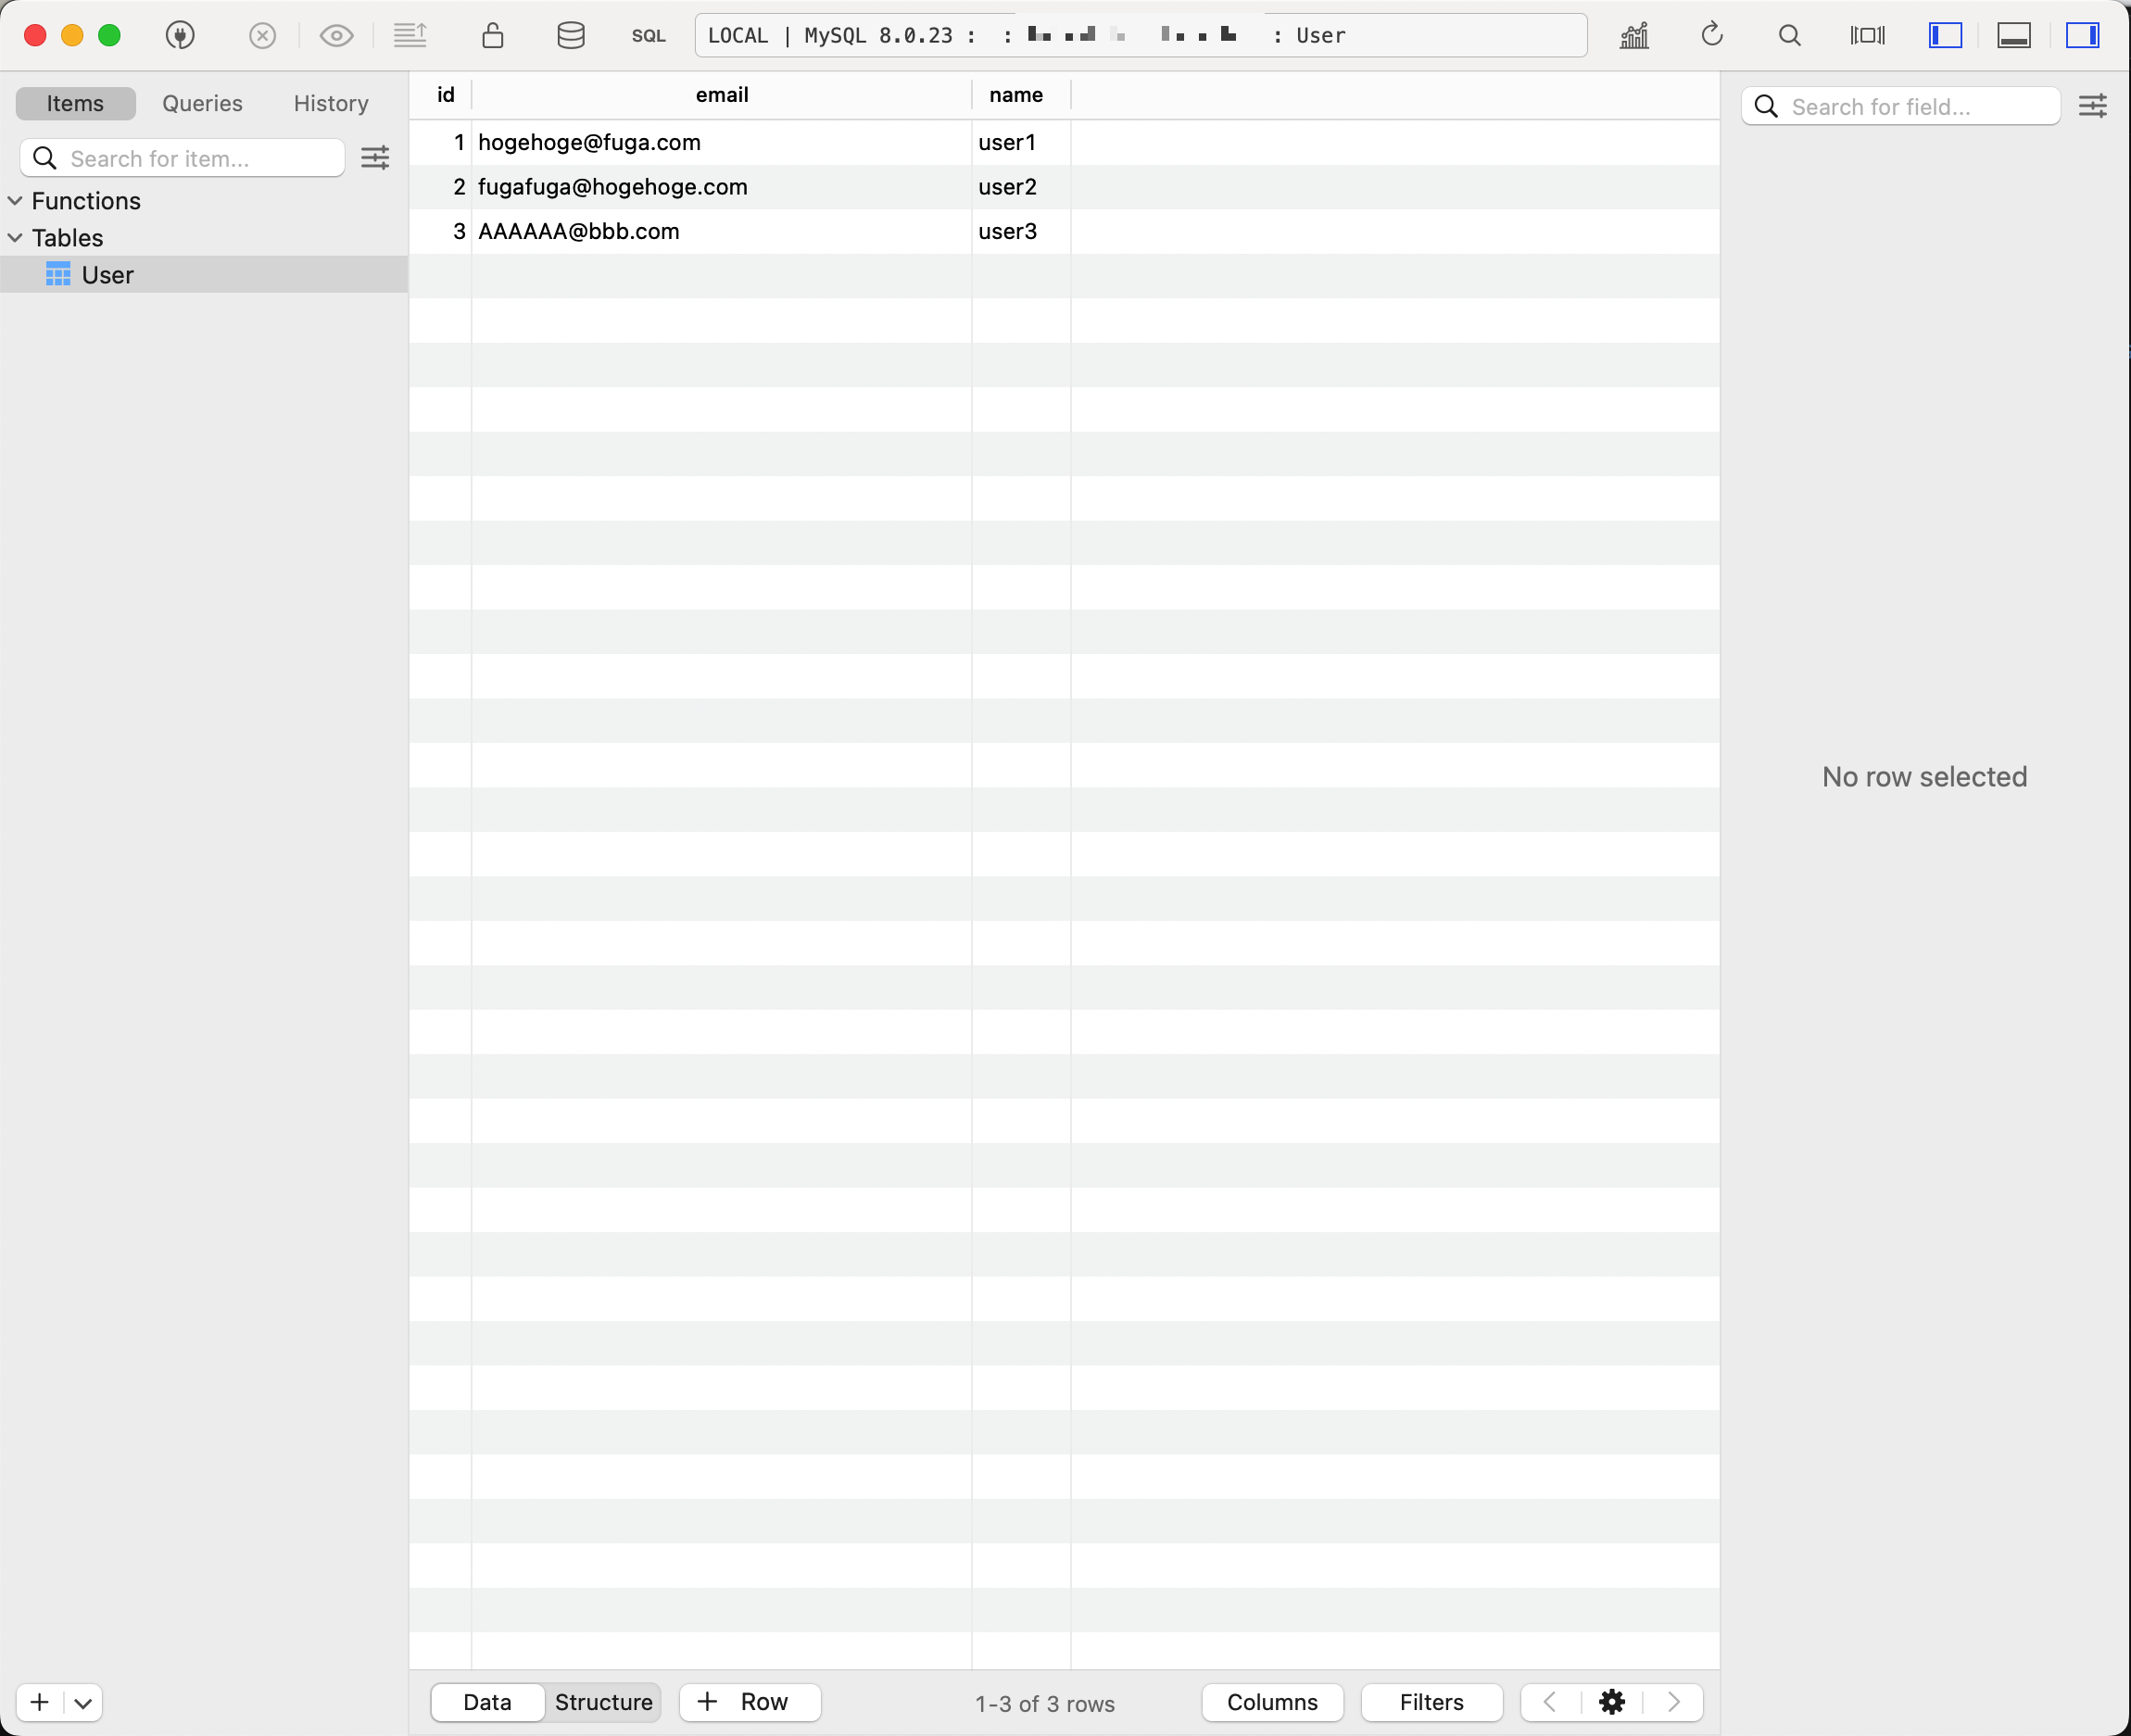 SQL
LOCAL | MySQL 8.0.23 : : : User
Items Queries History
Search for item...
Functions
Tables
User
id email name
1 hogehoge@fuga.com user1
2 fugafuga@hogehoge.com user2
3 AAAAAA@bbb.com user3
Search for field...
No row selected
Data Structure + Row 1-3 of 3 rows Columns Filters